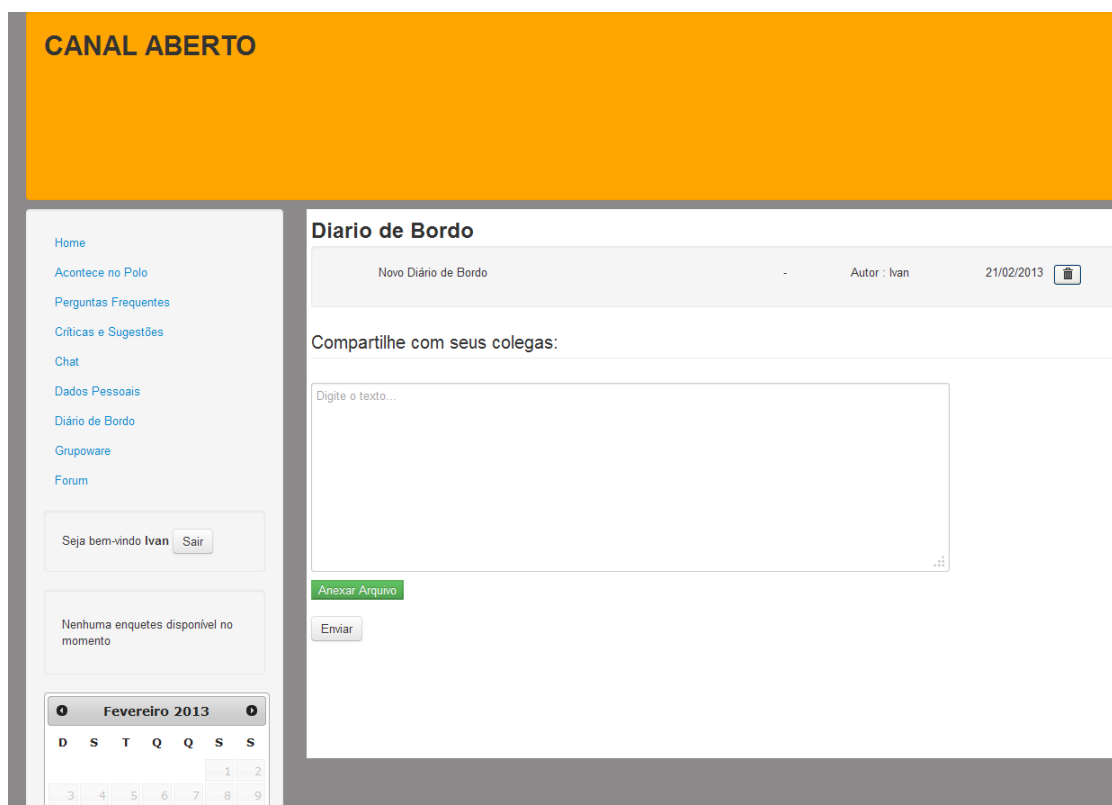 CANAL ABERTO
Home
Acontece no Polo
Perguntas Frequentes
Críticas e Sugestões
Chat
Dados Pessoais
Diário de Bordo
Grupoware
Forum
Seja bem-vindo Ivan Sair
Nenhuma enquetes disponível no
momento
Fevereiro 2013
D S T Q Q S S
1 2
3 4 5 6 7 8 9
Diario de Bordo
Novo Diário de Bordo - Autor : Ivan 21/02/2013
Compartilhe com seus colegas:
Digite o texto...
Anexar Arquivo
Enviar